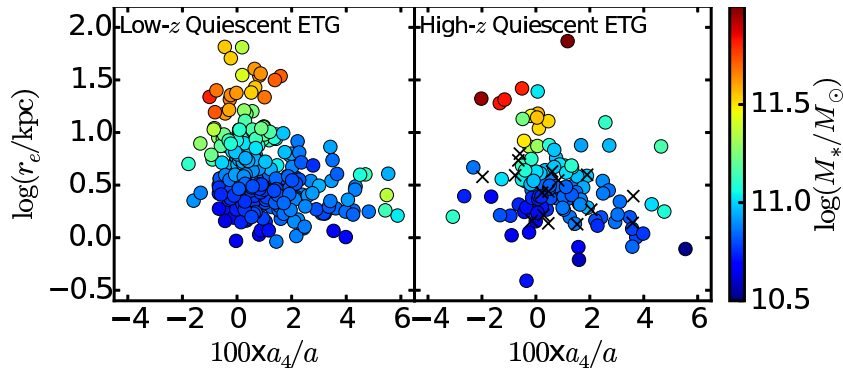 Low-z Quiescent ETG
High-z Quiescent ETG
2.0
1.5
1.0
0.5
0.0
−0.5
log(r_e/kpc)
−4 −2 0 2 4 6
−4 −2 0 2 4 6
100xa_4/a
100xa_4/a
11.5
11.0
10.5
log(M_*/M_⊙)